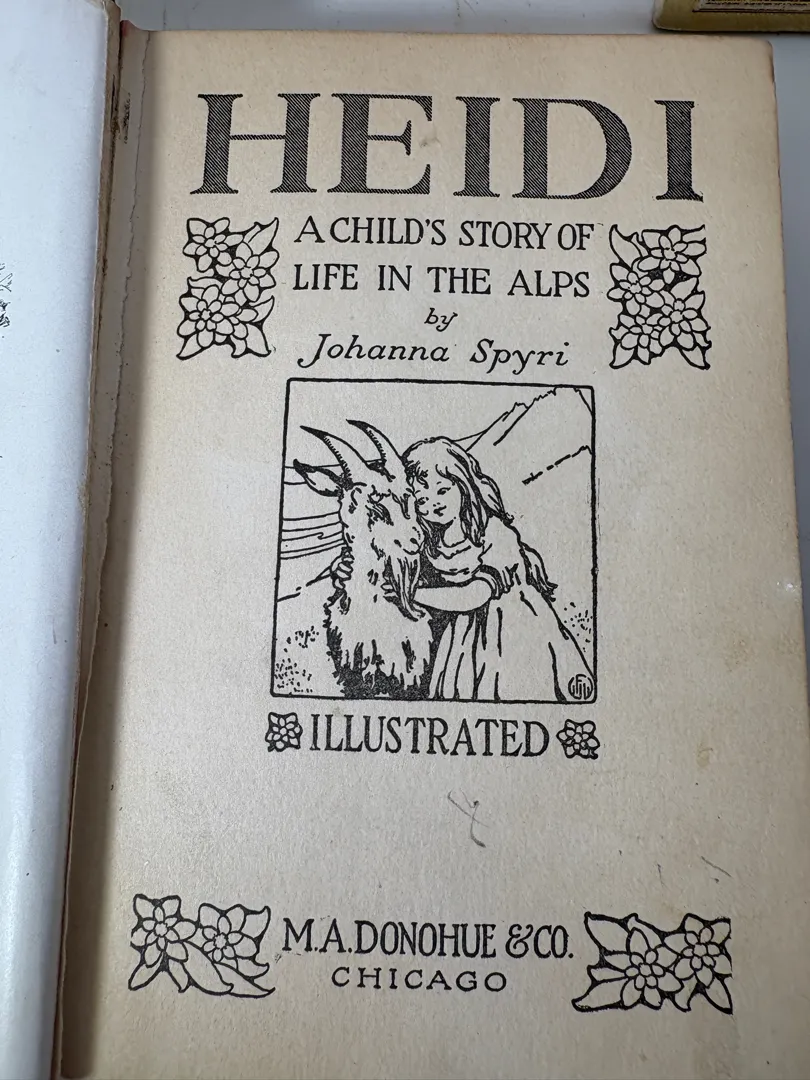 HEIDI
A CHILD'S STORY OF
LIFE IN THE ALPS
by
Johanna Spyri
ILLUSTRATED
M.A. DONOHUE & CO.
CHICAGO